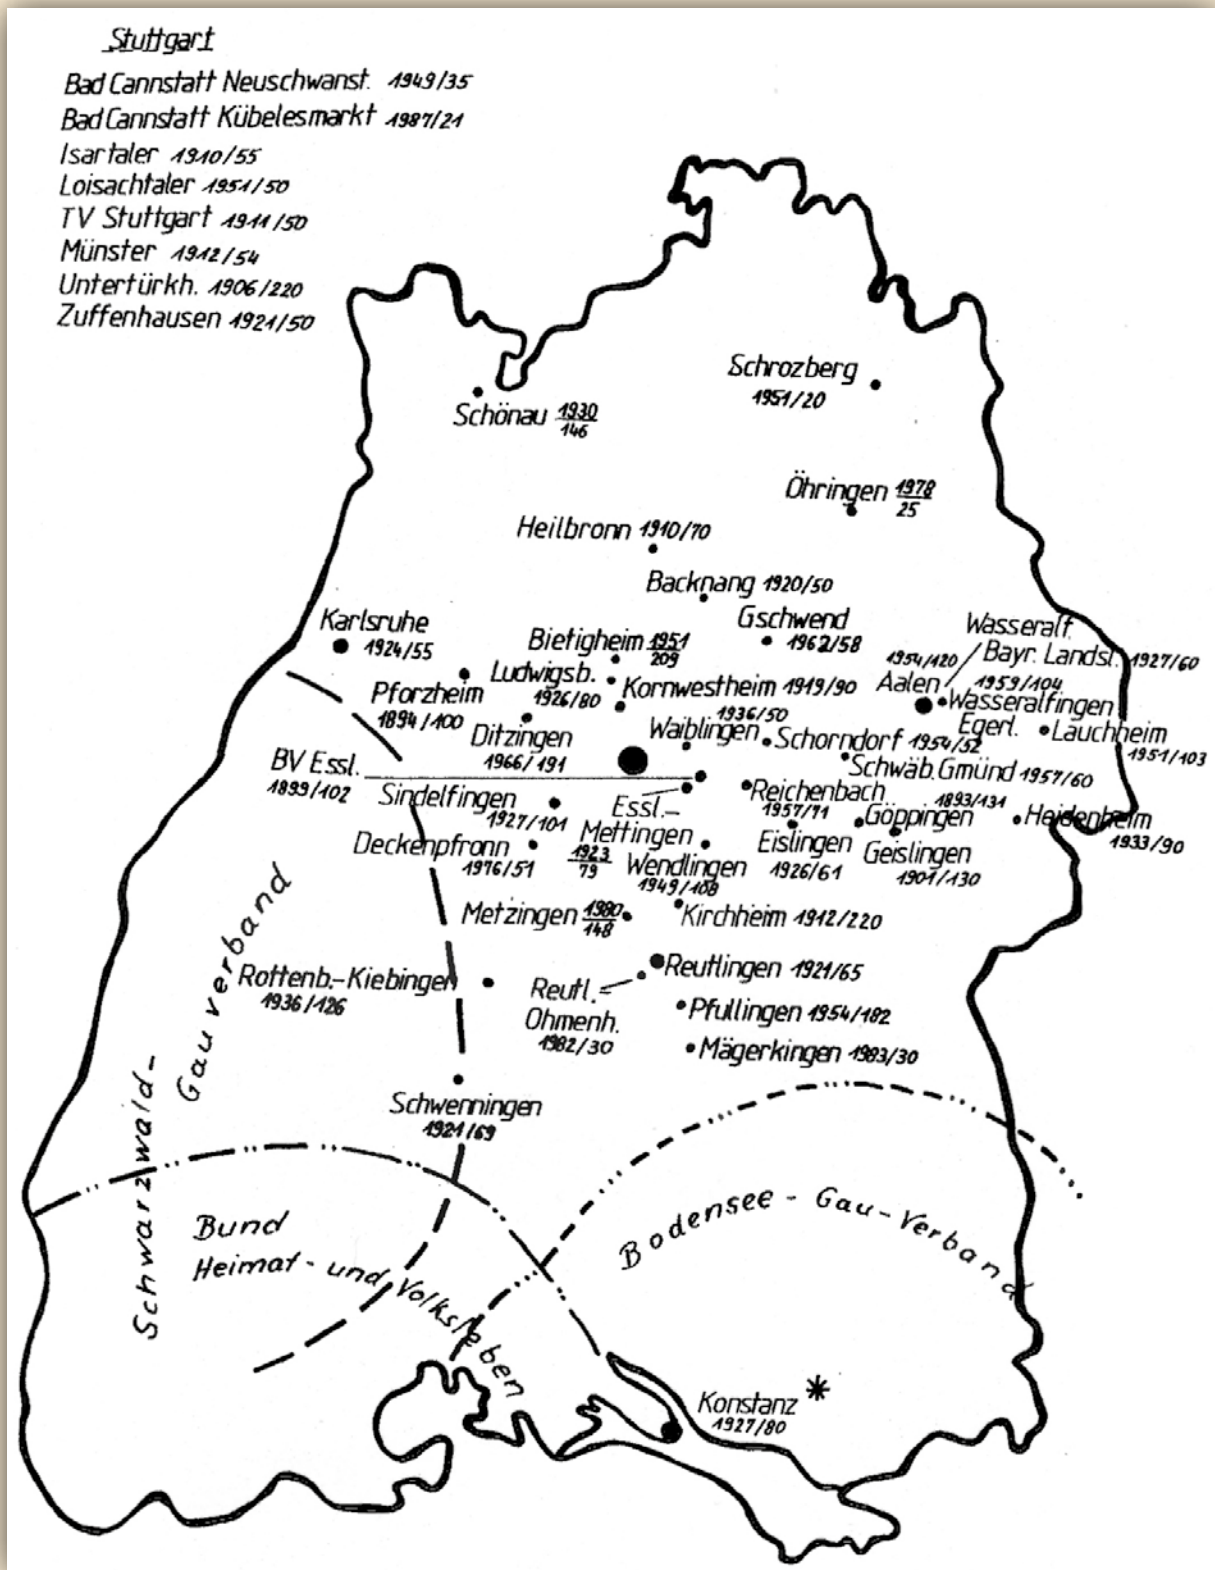 Stuttgart
Bad Cannstatt Neuschwanst. 1949/35
Bad Cannstatt Kübelesmarkt 1987/21
Isartaler 1910/55
Loisachtaler 1951/50
TV Stuttgart 1911/50
Münster 1912/54
Untertürkh. 1906/220
Zuffenhausen 1921/50
Schrozberg
1951/20
Schönau 1930
146
Öhringen 1978
25
Heilbronn 1910/70
Backnang 1920/50
Karlsruhe
1924/55
Gschwend
1962/58
Bietigheim 1951
209
Wasseralf.
Bayr. Landsl. 1927/60
1954/120
Aalen
1959/104
Wasseralfingen
Egerl.
Lauchheim
1951/103
Pforzheim
1894/100
Ludwigsb.
1926/80
Kornwestheim 1919/90
1936/50
Waiblingen
Schorndorf 1954/52
Ditzingen
1966/191
Schwäb. Gmünd 1957/60
BV Essl.
1899/102
Sindelfingen
1927/101
Essl.-
Mettingen
1923
79
Reichenbach
1957/71
1893/131
Göppingen
Heidenheim
1933/90
Deckenpfronn
1976/51
Wendlingen
1949/108
Eislingen
1926/61
Geislingen
1901/130
Metzingen 1980
148
Kirchheim 1912/220
Rottenb.-Kiebingen
1936/126
Reutlingen 1921/65
Reutl.-
Ohmenh.
1982/30
Pfullingen 1954/182
Mägerkingen 1983/30
Schwenningen
1921/69
Schwarzwald-
Gauverband
Bund
Heimat- und Volksleben
Bodensee-Gau-Verband
Konstanz
1927/80